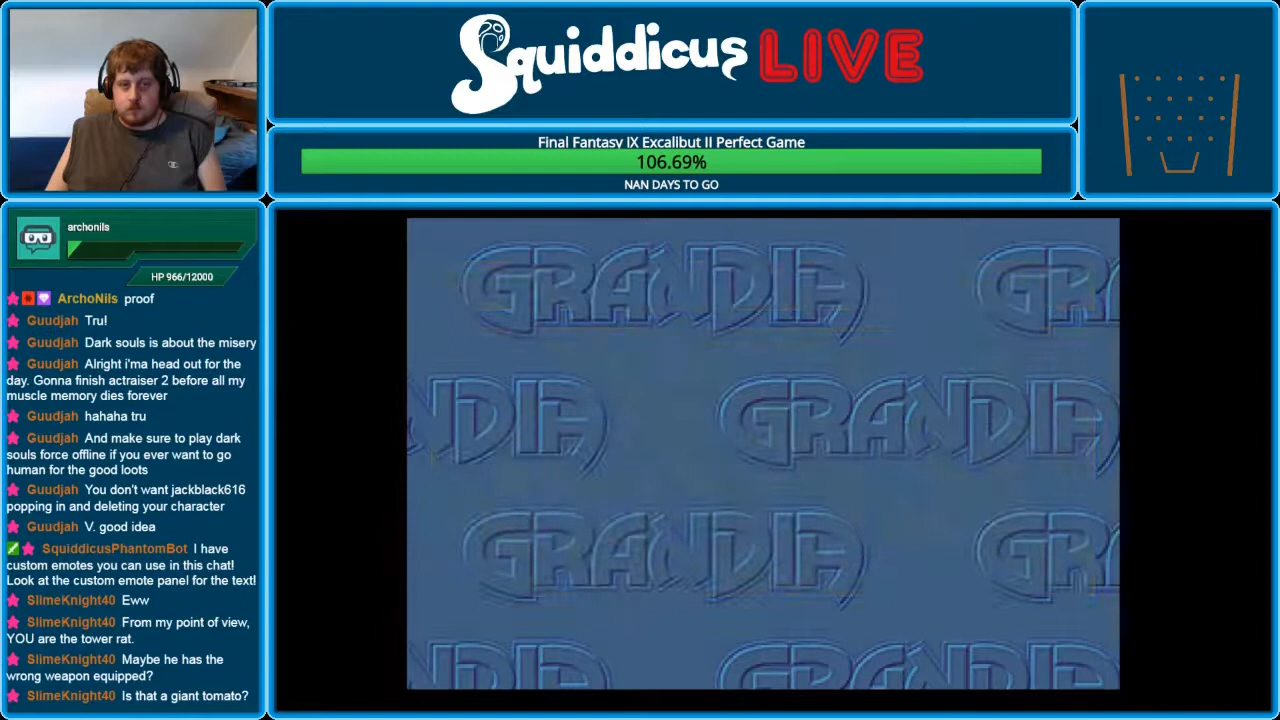 Squiddicus LIVE
Final Fantasy IX Excalibut II Perfect Game
106.69%
NAN DAYS TO GO
archonils
HP 966/12000
ArchoNils proof
Guudjah Tru!
Guudjah Dark souls is about the misery
Guudjah Alright i'ma head out for the
day. Gonna finish actraiser 2 before all my
muscle memory dies forever
Guudjah hahaha tru
Guudjah And make sure to play dark
souls force offline if you ever want to go
human for the good loots
Guudjah You don't want jackblack616
popping in and deleting your character
Guudjah V. good idea
SquiddicusPhantomBot I have
custom emotes you can use in this chat!
Look at the custom emote panel for the text!
SlimeKnight40 Eww
SlimeKnight40 From my point of view,
YOU are the tower rat.
SlimeKnight40 Maybe he has the
wrong weapon equipped?
SlimeKnight40 Is that a giant tomato?
GRANDIA GRA
NDIA GRANDIA
GRANDIA GRA
NDIA GRANDIA